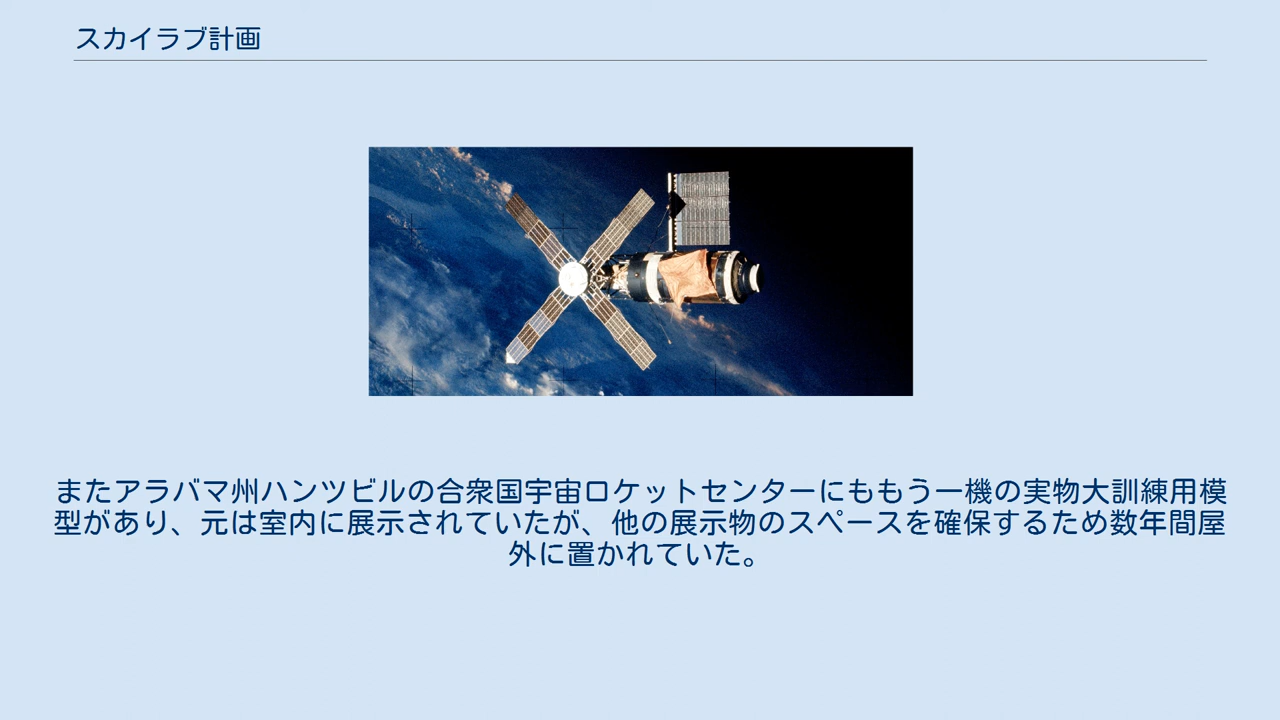 スカイラブ計画
またアラバマ州ハンツビルの合衆国宇宙ロケットセンターにももう一機の実物大訓練用模
型があり、元は室内に展示されていたが、他の展示物のスペースを確保するため数年間屋
外に置かれていた。